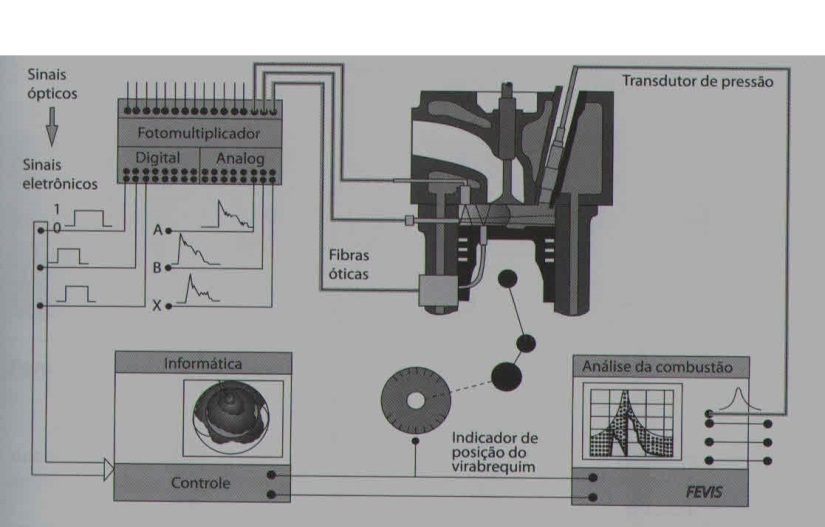 Sinais
ópticos
Fotomultiplicador
Digital
Analog
Sinais
eletrônicos
1
0
A
B
X
Fibras
óticas
Transdutor de pressão
Informática
Controle
Indicador de
posição do
virabrequim
Análise da combustão
FEVIS